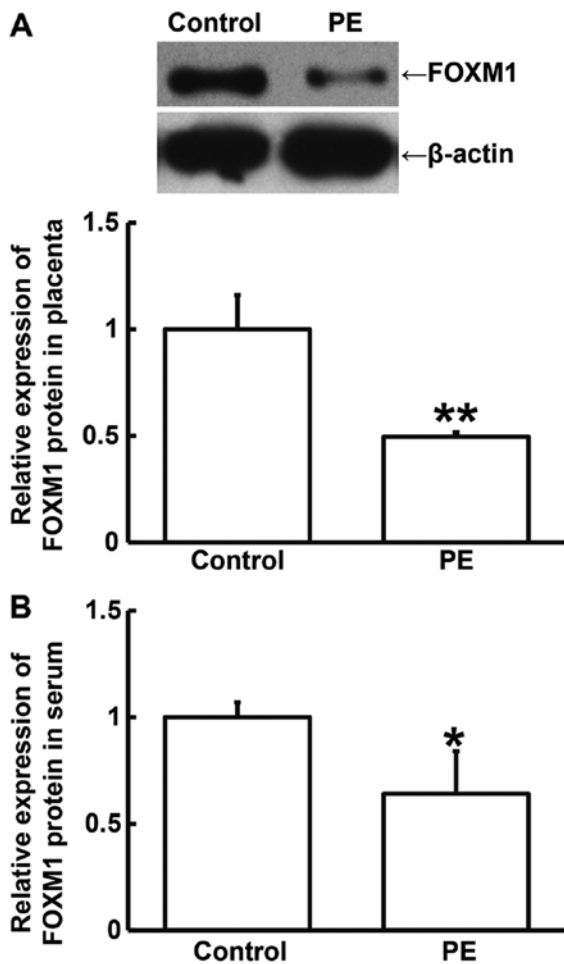 A
Control PE
←FOXM1
←β-actin
Relative expression of
FOXM1 protein in placenta
1.5
1
**
0.5
0
Control PE
B
Relative expression of
FOXM1 protein in serum
1.5
1
*
0.5
0
Control PE